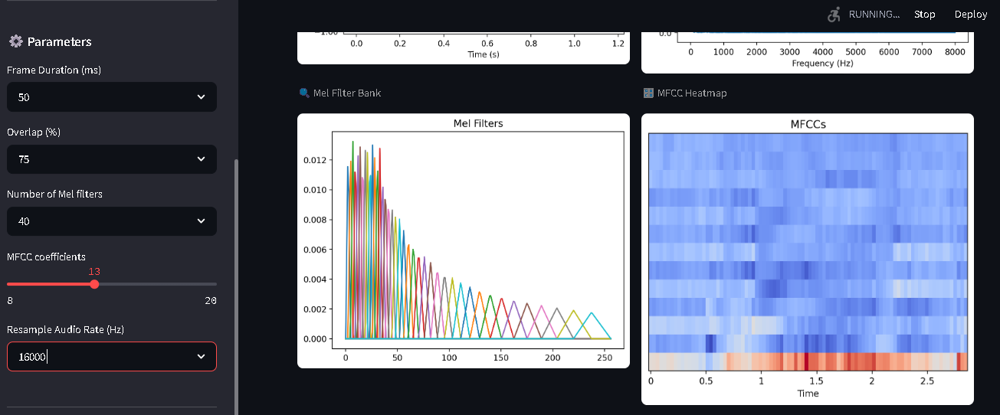 RUNNING... Stop Deploy
Parameters
Frame Duration (ms)
50
Overlap (%)
75
Number of Mel filters
40
MFCC coefficients
13
8 20
Resample Audio Rate (Hz)
16000
−1.00
0.0 0.2 0.4 0.6 0.8 1.0 1.2
Time (s)
0.0
0 1000 2000 3000 4000 5000 6000 7000 8000
Frequency (Hz)
Mel Filter Bank
Mel Filters
0.012
0.010
0.008
0.006
0.004
0.002
0.000
0 50 100 150 200 250
MFCC Heatmap
MFCCs
0 0.5 1 1.5 2 2.5
Time